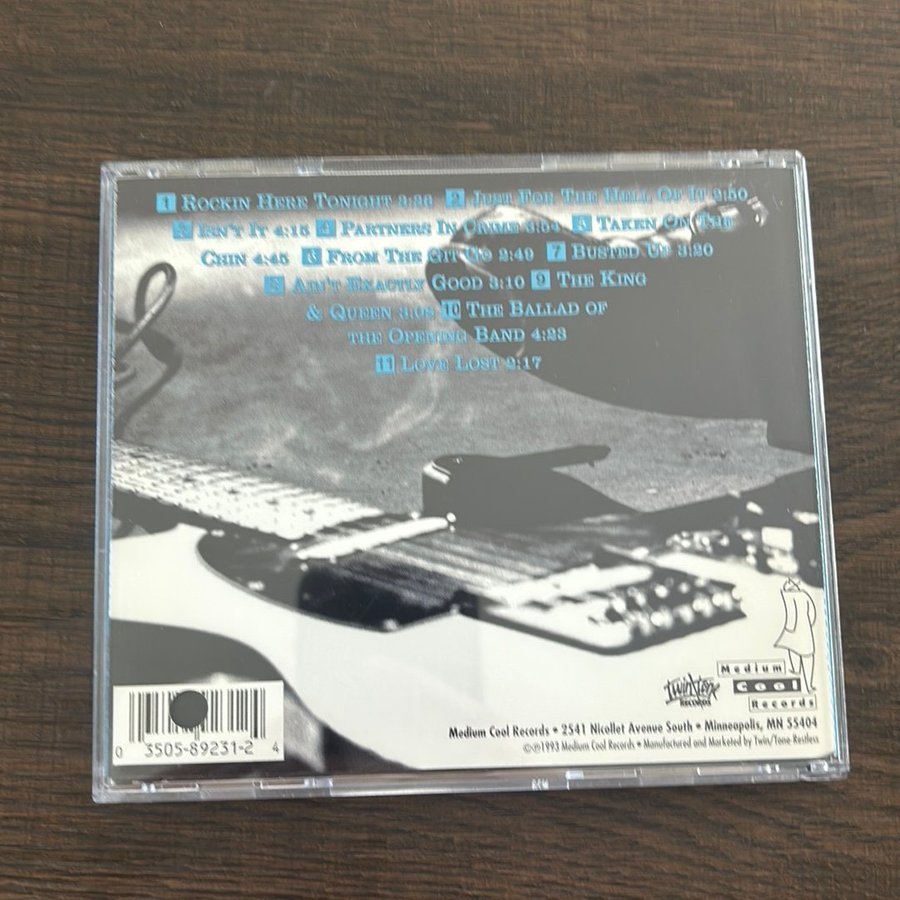 1 Rockin Here Tonight 3:26 2 Just For The Hell Of It 2:50
3 Isn't It 4:15 4 Partners In Crime 3:54 5 Taken On The
Chin 4:45 6 From The Git Go 2:49 7 Busted Up 3:20
8 Ain't Exactly Good 3:10 9 The King
& Queen 3:08 10 The Ballad of
the Opening Band 4:23
11 Love Lost 2:17
Medium
Cool
Records
Twin/Tone
Records
0 3505-89231-2 4
Medium Cool Records • 2541 Nicollet Avenue South • Minneapolis, MN 55404
©℗1993 Medium Cool Records • Manufactured and Marketed by Twin/Tone-Restless